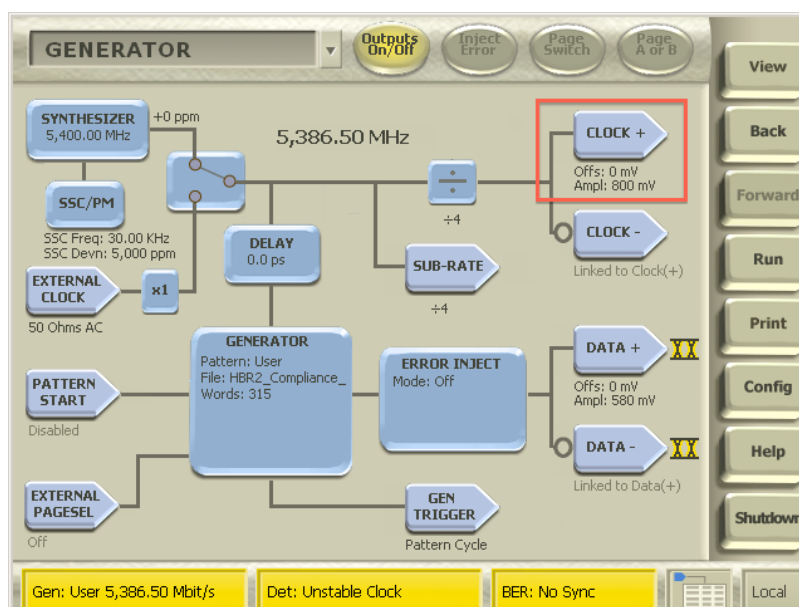 GENERATOR
Outputs On/Off
Inject Error
Page Switch
Page A or B
View
Back
Forward
Run
Print
Config
Help
Shutdown
SYNTHESIZER
5,400.00 MHz
+0 ppm
5,386.50 MHz
CLOCK +
Offs: 0 mV
Ampl: 800 mV
÷
÷4
SSC/PM
SSC Freq: 30.00 KHz
SSC Devn: 5,000 ppm
DELAY
0.0 ps
CLOCK -
Linked to Clock(+)
SUB-RATE
÷4
EXTERNAL
CLOCK
x1
50 Ohms AC
GENERATOR
Pattern: User
File: HBR2_Compliance_
Words: 315
ERROR INJECT
Mode: Off
DATA +
Offs: 0 mV
Ampl: 580 mV
PATTERN
START
Disabled
DATA -
Linked to Data(+)
EXTERNAL
PAGESEL
Off
GEN
TRIGGER
Pattern Cycle
Gen: User 5,386.50 Mbit/s
Det: Unstable Clock
BER: No Sync
Local